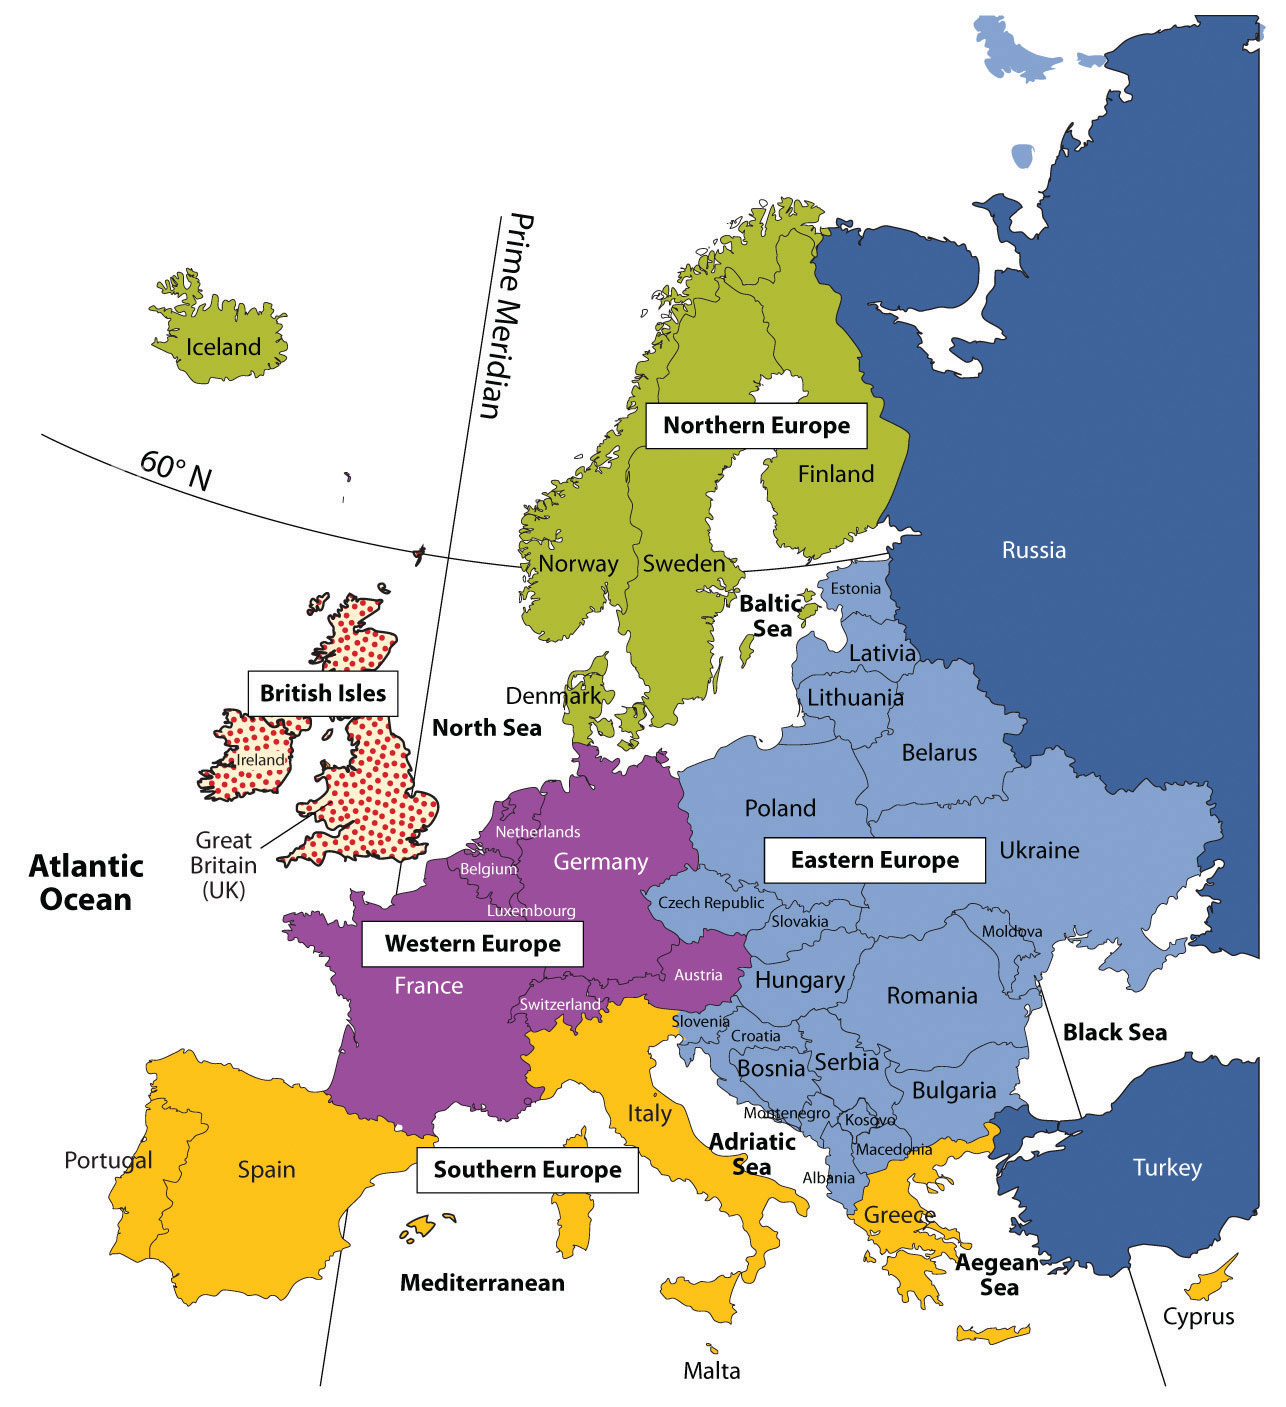 Prime Meridian
Iceland
60° N
Northern Europe
Finland
Russia
Norway
Sweden
Estonia
Baltic
Sea
Lativia
British Isles
Denmark
Lithuania
North Sea
Belarus
Ireland
Poland
Netherlands
Great
Britain
(UK)
Germany
Eastern Europe
Ukraine
Atlantic
Ocean
Belgium
Czech Republic
Luxembourg
Slovakia
Moldova
Western Europe
Austria
Hungary
France
Romania
Switzerland
Slovenia
Croatia
Black Sea
Bosnia
Serbia
Bulgaria
Italy
Montenegro
Kosovo
Adriatic
Sea
Macedonia
Portugal
Spain
Southern Europe
Albania
Turkey
Greece
Mediterranean
Aegean
Sea
Cyprus
Malta